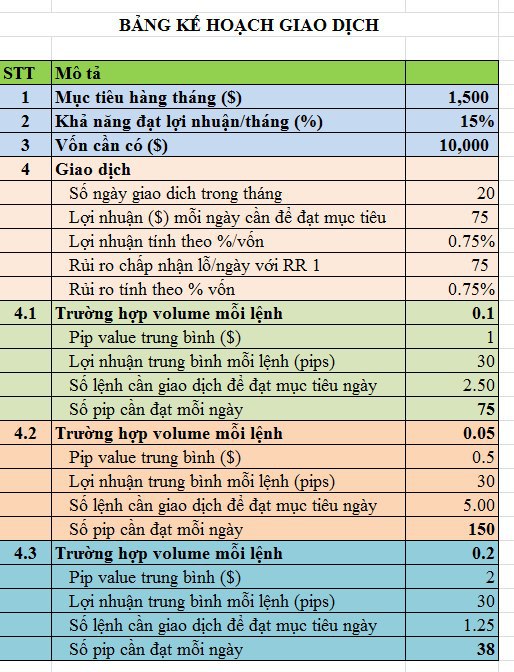 BẢNG KẾ HOẠCH GIAO DỊCH
STT Mô tả
1 Mục tiêu hàng tháng ($) 1,500
2 Khả năng đạt lợi nhuận/tháng (%) 15%
3 Vốn cần có ($) 10,000
4 Giao dịch
Số ngày giao dich trong tháng 20
Lợi nhuận ($) mỗi ngày cần để đạt mục tiêu 75
Lợi nhuận tính theo %/vốn 0.75%
Rủi ro chấp nhận lỗ/ngày với RR 1 75
Rủi ro tính theo % vốn 0.75%
4.1 Trường hợp volume mỗi lệnh 0.1
Pip value trung bình ($) 1
Lợi nhuận trung bình mỗi lệnh (pips) 30
Số lệnh cần giao dịch để đạt mục tiêu ngày 2.50
Số pip cần đạt mỗi ngày 75
4.2 Trường hợp volume mỗi lệnh 0.05
Pip value trung bình ($) 0.5
Lợi nhuận trung bình mỗi lệnh (pips) 30
Số lệnh cần giao dịch để đạt mục tiêu ngày 5.00
Số pip cần đạt mỗi ngày 150
4.3 Trường hợp volume mỗi lệnh 0.2
Pip value trung bình ($) 2
Lợi nhuận trung bình mỗi lệnh (pips) 30
Số lệnh cần giao dịch để đạt mục tiêu ngày 1.25
Số pip cần đạt mỗi ngày 38